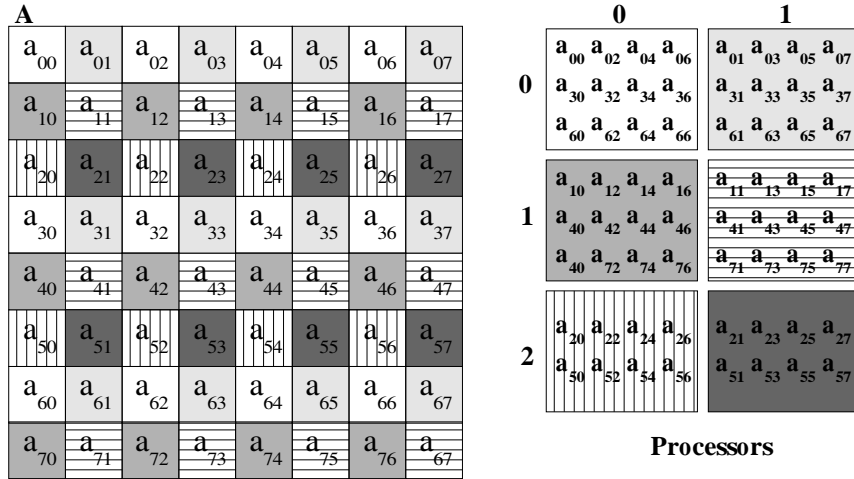 A
a00 a01 a02 a03 a04 a05 a06 a07
a10 a11 a12 a13 a14 a15 a16 a17
a20 a21 a22 a23 a24 a25 a26 a27
a30 a31 a32 a33 a34 a35 a36 a37
a40 a41 a42 a43 a44 a45 a46 a47
a50 a51 a52 a53 a54 a55 a56 a57
a60 a61 a62 a63 a64 a65 a66 a67
a70 a71 a72 a73 a74 a75 a76 a67
0 1
0
a00 a02 a04 a06
a30 a32 a34 a36
a60 a62 a64 a66
a01 a03 a05 a07
a31 a33 a35 a37
a61 a63 a65 a67
1
a10 a12 a14 a16
a40 a42 a44 a46
a40 a72 a74 a76
a11 a13 a15 a17
a41 a43 a45 a47
a71 a73 a75 a77
2
a20 a22 a24 a26
a50 a52 a54 a56
a21 a23 a25 a27
a51 a53 a55 a57
Processors